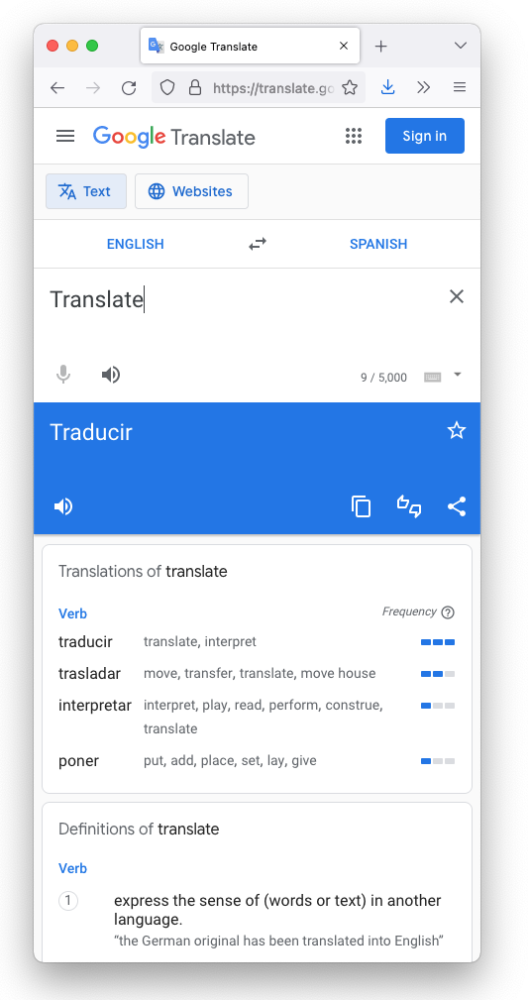 Google Translate
https://translate.go
Google Translate
Sign in
Text
Websites
ENGLISH
SPANISH
Translate
9 / 5,000
Traducir
Translations of translate
Verb
Frequency
traducir translate, interpret
trasladar move, transfer, translate, move house
interpretar interpret, play, read, perform, construe,
translate
poner put, add, place, set, lay, give
Definitions of translate
Verb
1 express the sense of (words or text) in another
language.
“the German original has been translated into English”